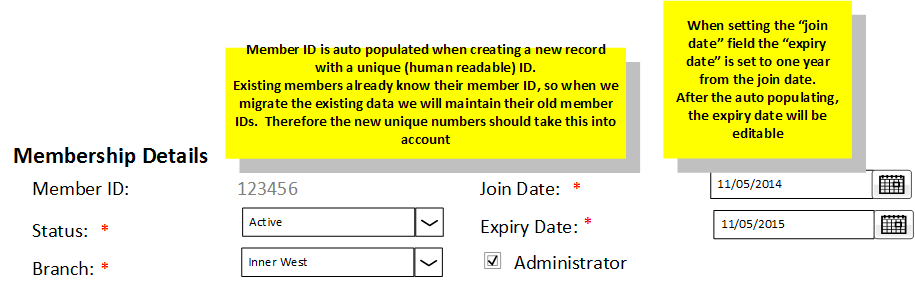 Member ID is auto populated when creating a new record
with a unique (human readable) ID.
Existing members already know their member ID, so when we
migrate the existing data we will maintain their old member
IDs.  Therefore the new unique numbers should take this into
account
When setting the “join
date” field the “expiry
date” is set to one year
from the join date.
After the auto populating,
the expiry date will be
editable
Membership Details
Member ID: 123456 Join Date: * 11/05/2014
Status: * Active Expiry Date: * 11/05/2015
Branch: * Inner West Administrator